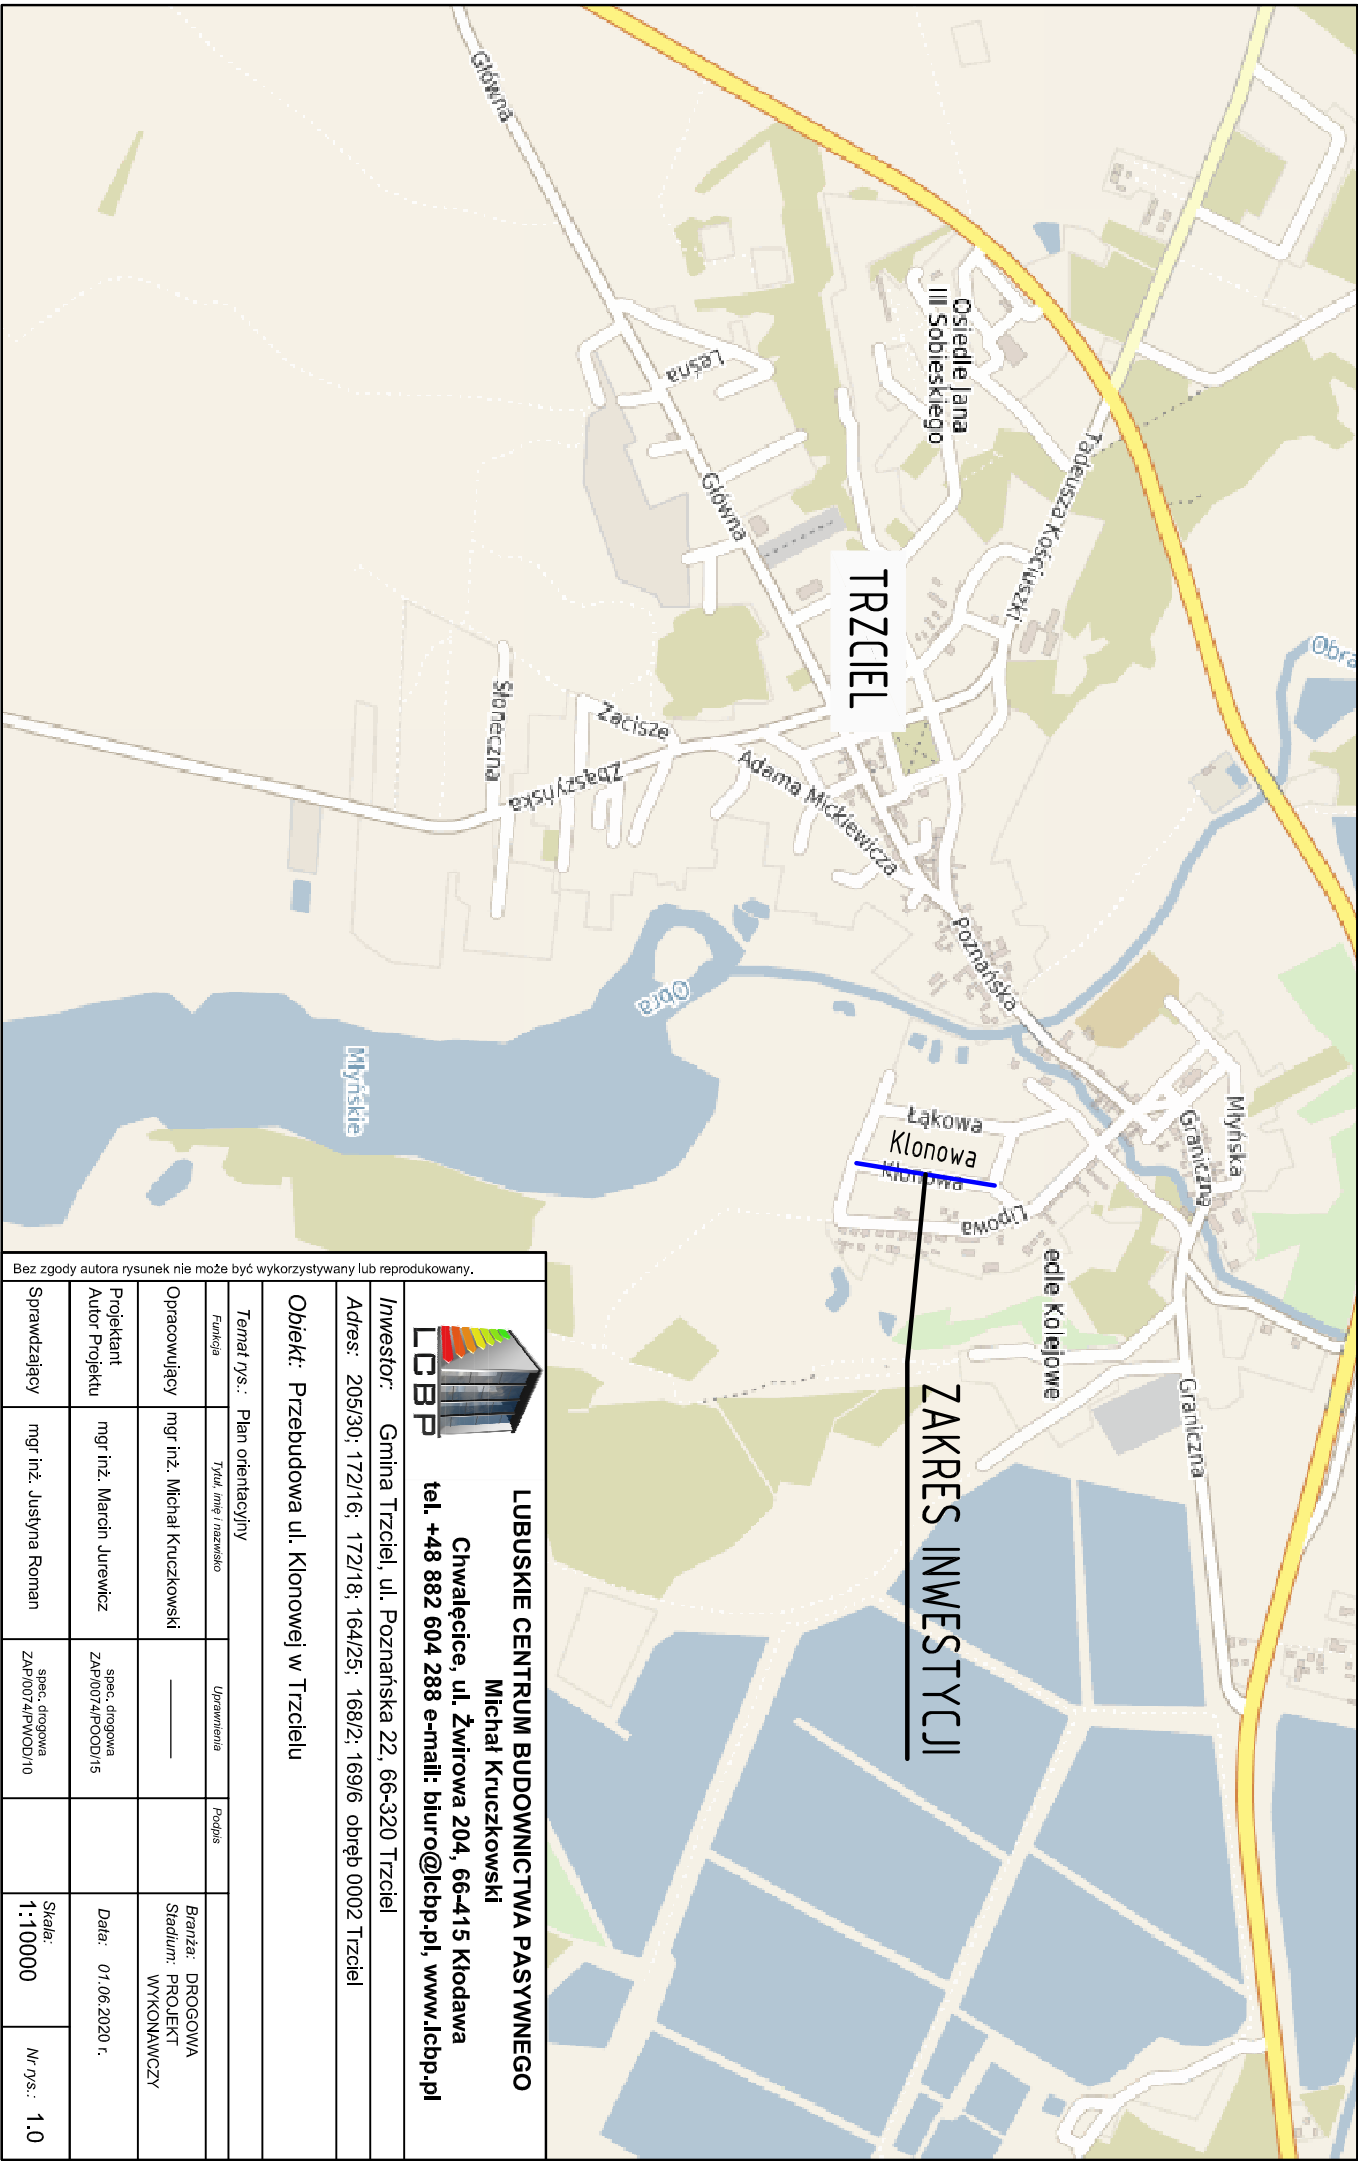 Główna
Leśna
Główna
Osiedle Jana
III Sobieskiego
Tadeusza Kościuszki
TRZCIEL
Obra
Słoneczna
Zacisze
Zbąszyńska
Adama Mickiewicza
Poznańska
Obra
Młyńskie
Łąkowa
Klonowa
Klonowa
Lipowa
Młyńska
Graniczna
edle Kolejowe
Graniczna
ZAKRES INWESTYCJI
LUBUSKIE CENTRUM BUDOWNICTWA PASYWNEGO
Michał Kruczkowski
Chwalęcice, ul. Żwirowa 204, 66-415 Kłodawa
tel. +48 882 604 288 e-mail: biuro@lcbp.pl, www.lcbp.pl
LCBP
Inwestor: Gmina Trzciel, ul. Poznańska 22, 66-320 Trzciel
Adres: 205/30; 172/16; 172/18; 164/25; 168/2; 169/6 obręb 0002 Trzciel
Obiekt: Przebudowa ul. Klonowej w Trzcielu
Temat rys.: Plan orientacyjny
Funkcja Tytuł, imię i nazwisko Uprawnienia Podpis
Opracowujący mgr inż. Michał Kruczkowski
Branża: DROGOWA
Stadium: PROJEKT
WYKONAWCZY
Projektant
Autor Projektu
mgr inż. Marcin Jurewicz
spec. drogowa
ZAP/0074/POOD/15
Data: 01.06.2020 r.
Sprawdzający mgr inż. Justyna Roman
spec. drogowa
ZAP/0074/PWOD/10
Skala:
1:10000
Nr rys.: 1.0
Bez zgody autora rysunek nie może być wykorzystywany lub reprodukowany.